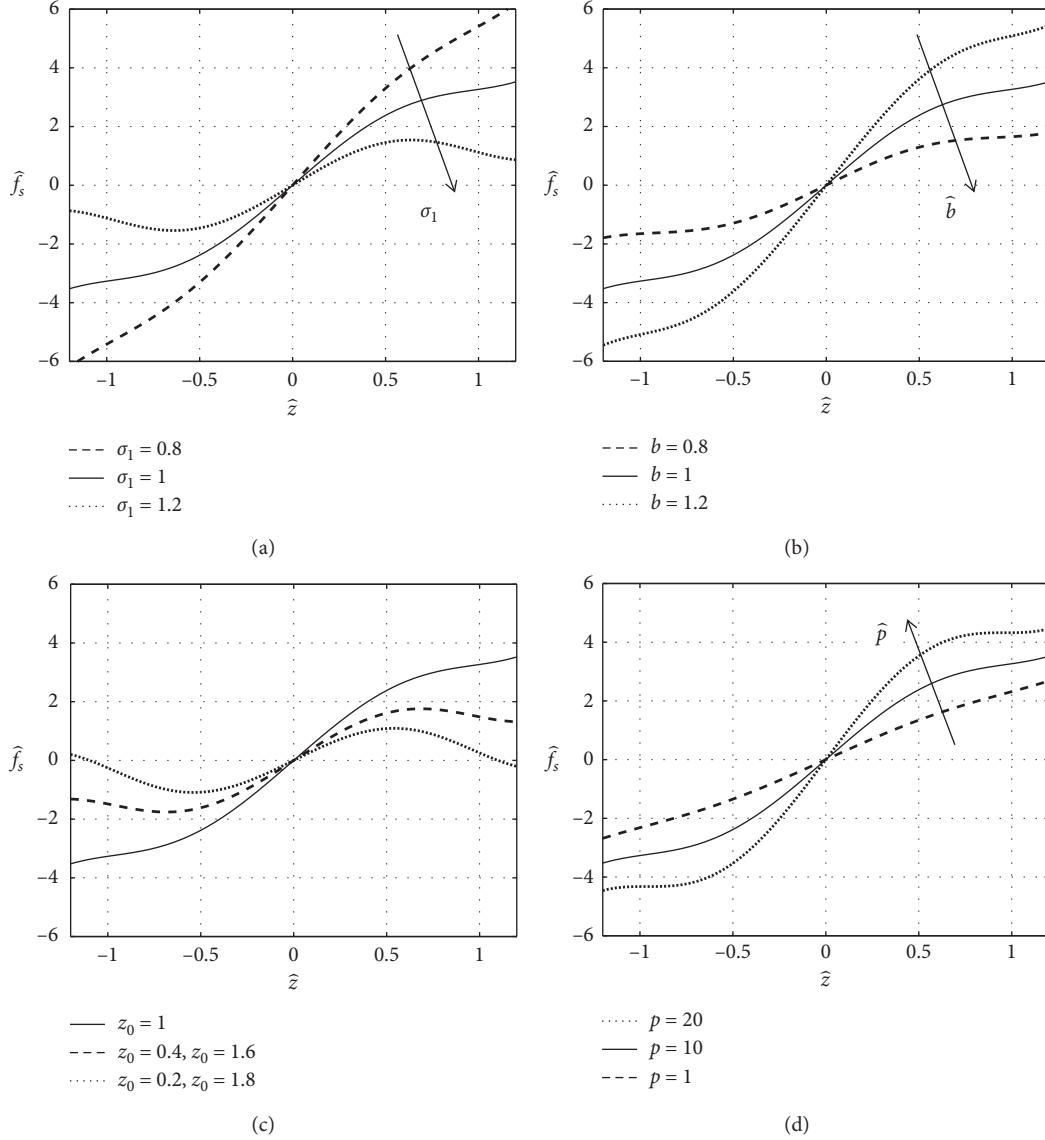 6
4
2
0
−2
−4
−6
f̂ₛ
σ₁
−1
−0.5
0
0.5
1
ẑ
σ₁ = 0.8
σ₁ = 1
σ₁ = 1.2
(a)
6
4
2
0
−2
−4
−6
f̂ₛ
b̂
−1
−0.5
0
0.5
1
ẑ
b = 0.8
b = 1
b = 1.2
(b)
6
4
2
0
−2
−4
−6
f̂ₛ
−1
−0.5
0
0.5
1
ẑ
z₀ = 1
z₀ = 0.4, z₀ = 1.6
z₀ = 0.2, z₀ = 1.8
(c)
6
4
2
0
−2
−4
−6
f̂ₛ
p̂
−1
−0.5
0
0.5
1
ẑ
p = 20
p = 10
p = 1
(d)